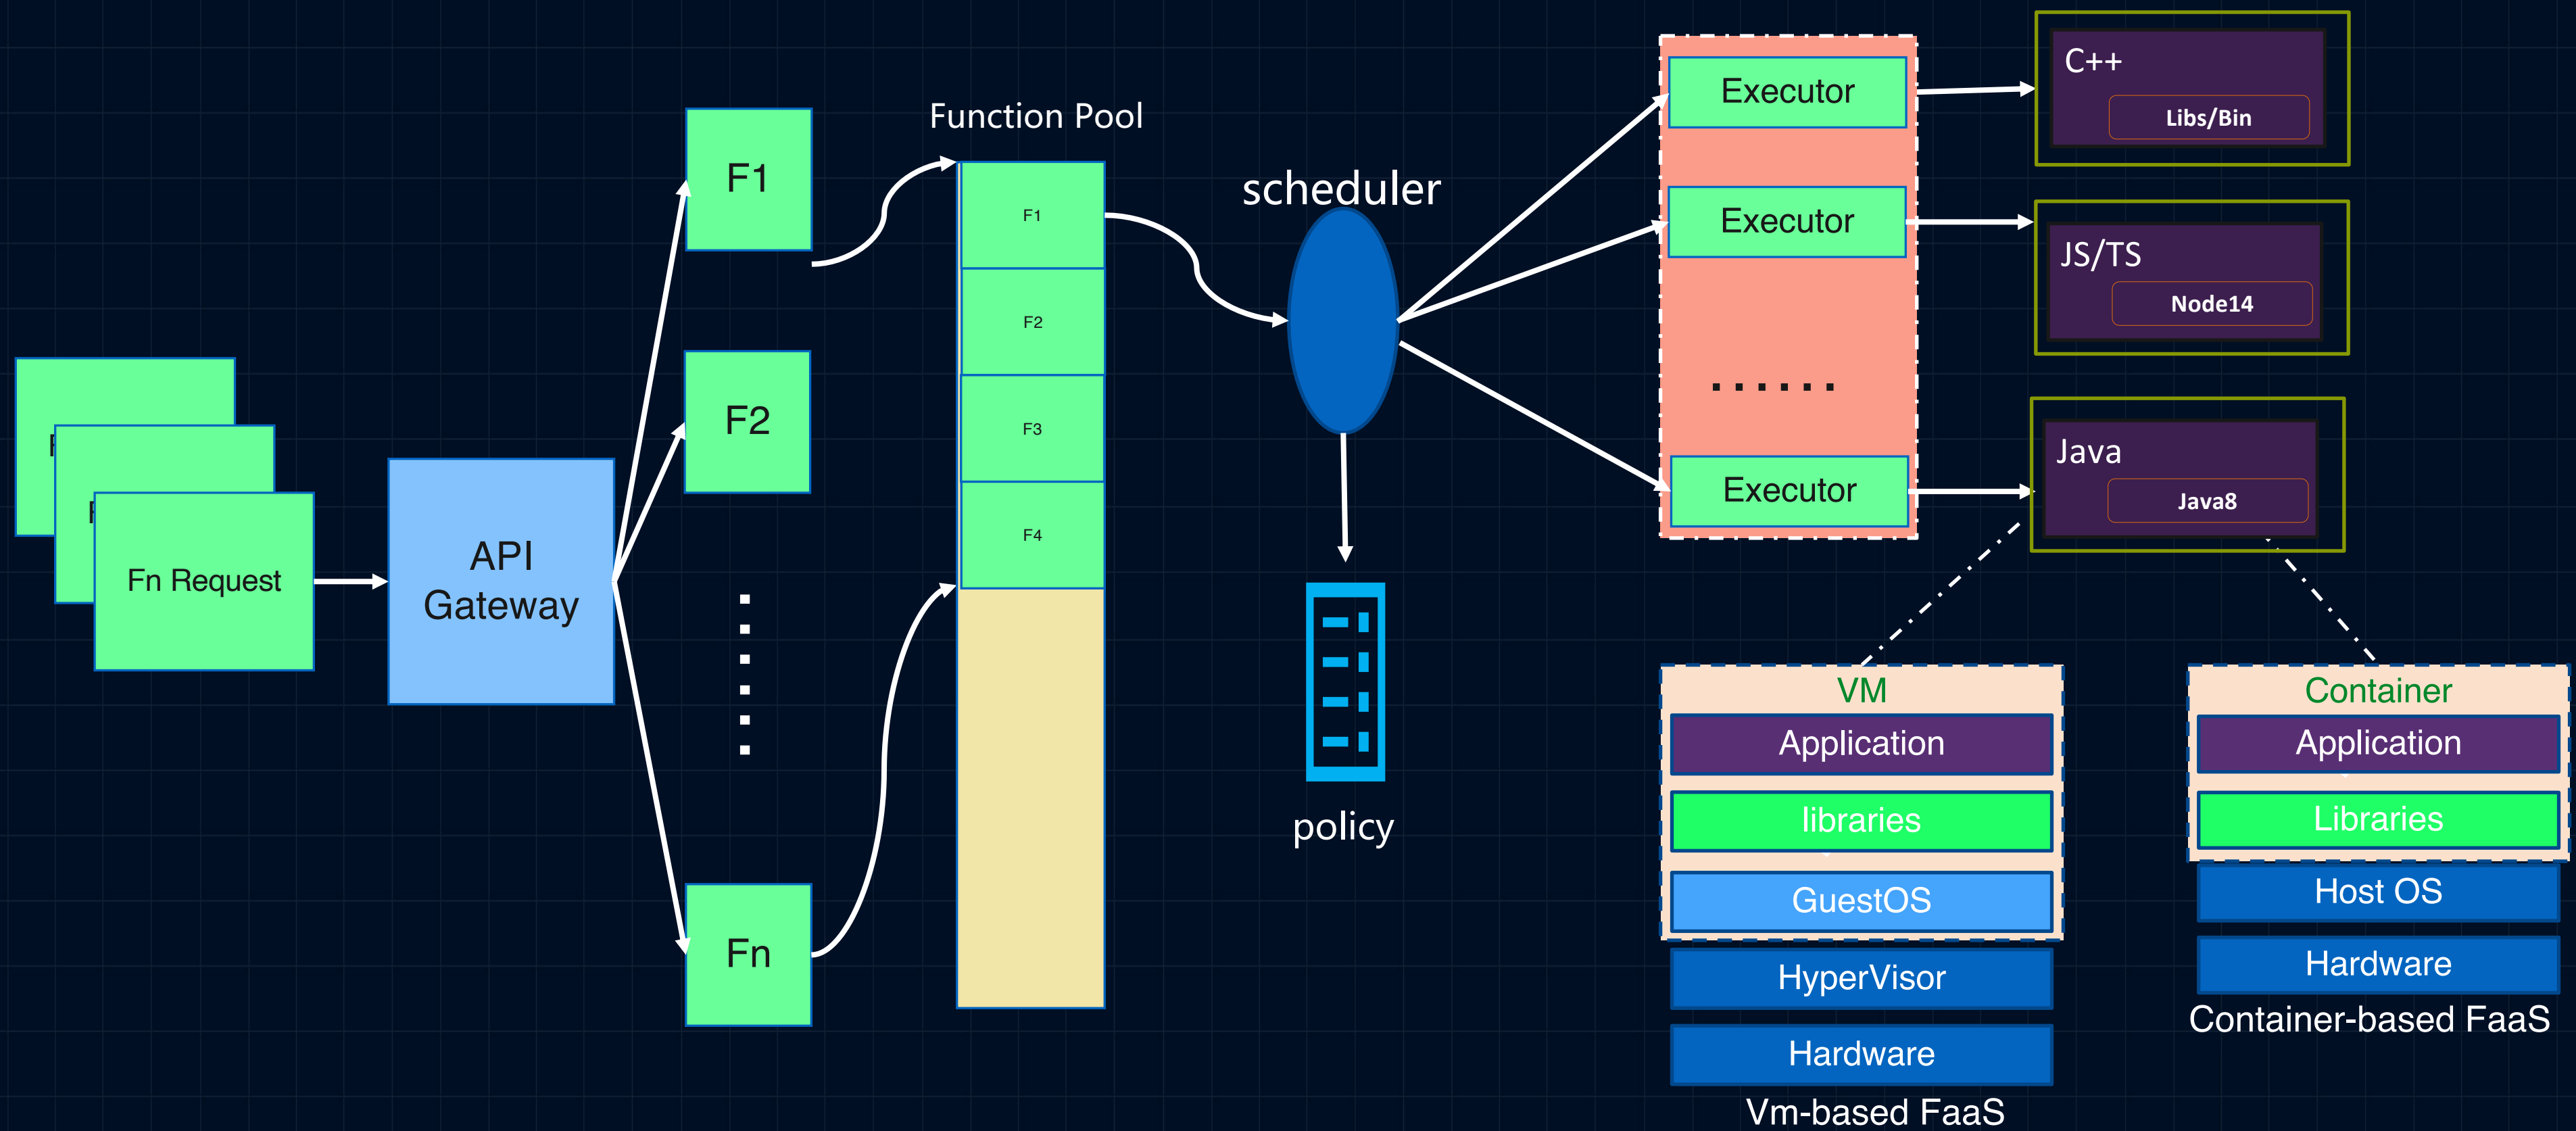 Fn Request
API
Gateway
F1
F2
Fn
Function Pool
F1
F2
F3
F4
scheduler
policy
Executor
Executor
......
Executor
C++
Libs/Bin
JS/TS
Node14
Java
Java8
VM
Application
libraries
GuestOS
HyperVisor
Hardware
Vm-based FaaS
Container
Application
Libraries
Host OS
Hardware
Container-based FaaS